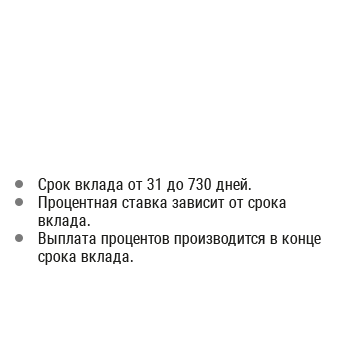 • Срок вклада от 31 до 730 дней.
• Процентная ставка зависит от срока
вклада.
• Выплата процентов производится в конце
срока вклада.